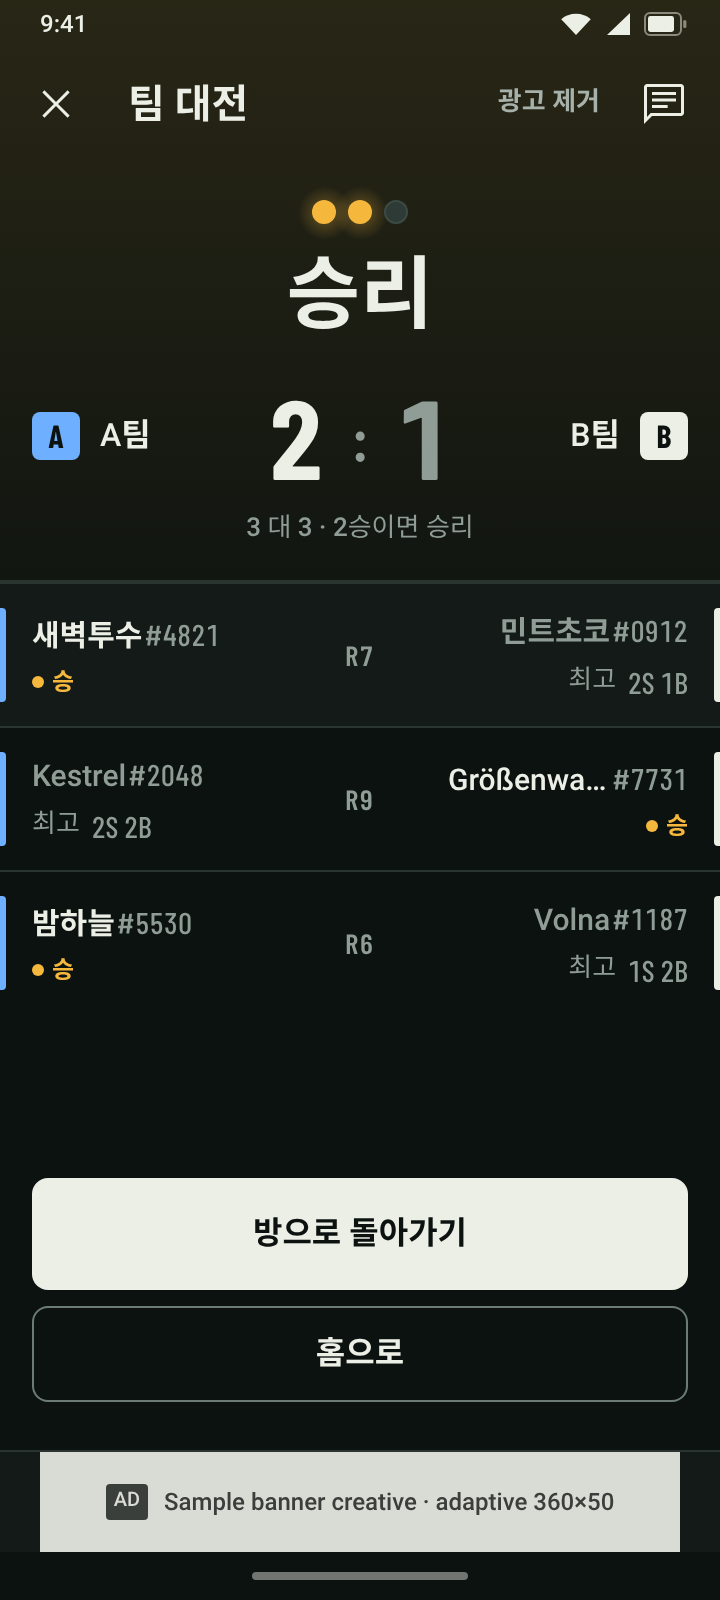 9:41
팀 대전
광고 제거
승리
A A팀
2 : 1
B팀 B
3 대 3 · 2승이면 승리
새벽투수#4821
승
R7
민트초코#0912
최고 2S 1B
Kestrel#2048
최고 2S 2B
R9
Größenwa… #7731
승
밤하늘#5530
승
R6
Volna#1187
최고 1S 2B
방으로 돌아가기
홈으로
AD Sample banner creative · adaptive 360×50